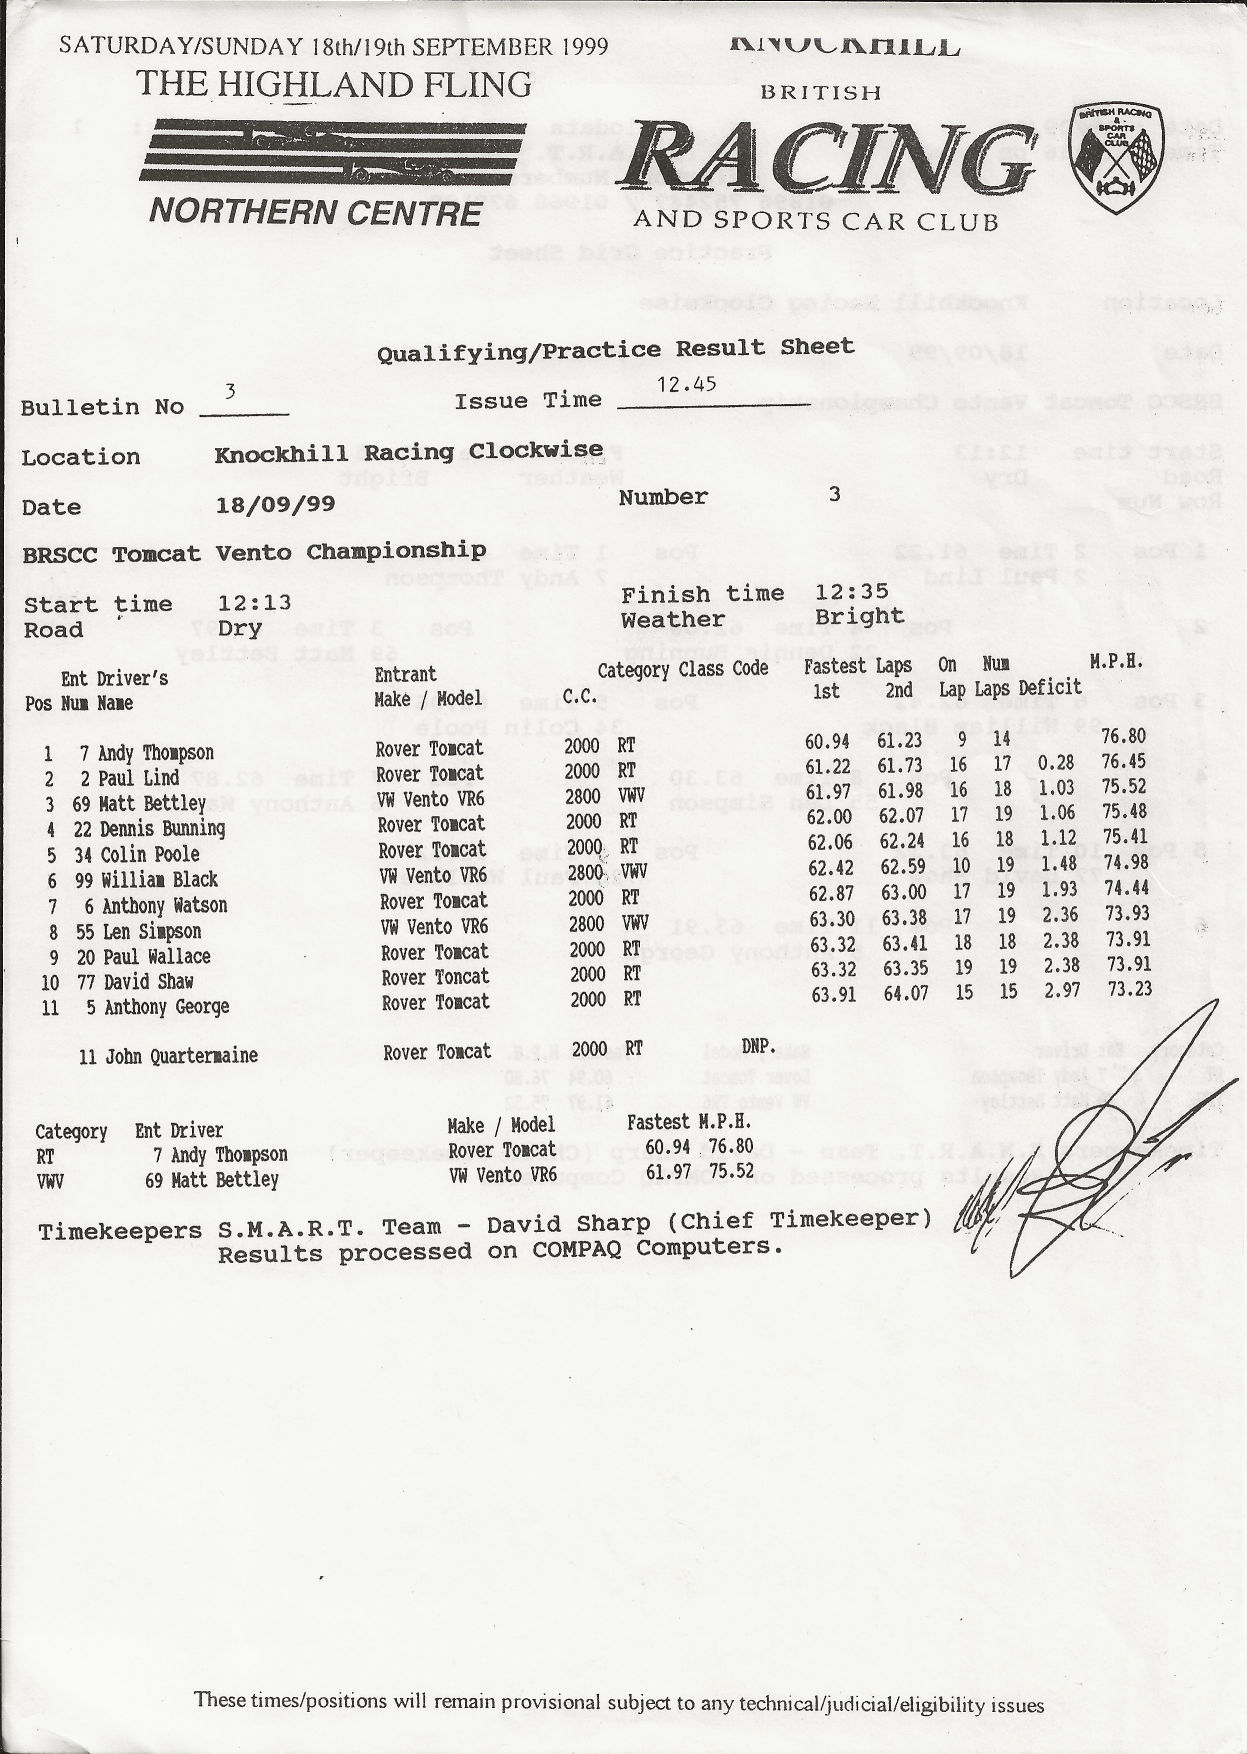 SATURDAY/SUNDAY 18th/19th SEPTEMBER 1999
THE HIGHLAND FLING
NORTHERN CENTRE
KNOCKHILL
BRITISH
RACING
AND SPORTS CAR CLUB
BRITISH RACING
&
SPORTS
CAR
CLUB
Qualifying/Practice Result Sheet
Bulletin No 3 Issue Time 12.45
Location Knockhill Racing Clockwise
Date 18/09/99 Number 3
BRSCC Tomcat Vento Championship
Start time 12:13 Finish time 12:35
Road Dry Weather Bright
Ent Driver's Entrant Category Class Code Fastest Laps On Num M.P.H.
Pos Num Name Make / Model C.C. 1st 2nd Lap Laps Deficit
1 7 Andy Thompson Rover Tomcat 2000 RT 60.94 61.23 9 14 76.80
2 2 Paul Lind Rover Tomcat 2000 RT 61.22 61.73 16 17 0.28 76.45
3 69 Matt Bettley VW Vento VR6 2800 VWV 61.97 61.98 16 18 1.03 75.52
4 22 Dennis Bunning Rover Tomcat 2000 RT 62.00 62.07 17 19 1.06 75.48
5 34 Colin Poole Rover Tomcat 2000 RT 62.06 62.24 16 18 1.12 75.41
6 99 William Black VW Vento VR6 2800 VWV 62.42 62.59 10 19 1.48 74.98
7 6 Anthony Watson Rover Tomcat 2000 RT 62.87 63.00 17 19 1.93 74.44
8 55 Len Simpson VW Vento VR6 2800 VWV 63.30 63.38 17 19 2.36 73.93
9 20 Paul Wallace Rover Tomcat 2000 RT 63.32 63.41 18 18 2.38 73.91
10 77 David Shaw Rover Toncat 2000 RT 63.32 63.35 19 19 2.38 73.91
11 5 Anthony George Rover Tomcat 2000 RT 63.91 64.07 15 15 2.97 73.23
11 John Quartermaine Rover Tomcat 2000 RT DNP.
Category Ent Driver Make / Model Fastest M.P.H.
RT 7 Andy Thompson Rover Tomcat 60.94 76.80
VWV 69 Matt Bettley VW Vento VR6 61.97 75.52
Timekeepers S.M.A.R.T. Team - David Sharp (Chief Timekeeper)
Results processed on COMPAQ Computers.
These times/positions will remain provisional subject to any technical/judicial/eligibility issues